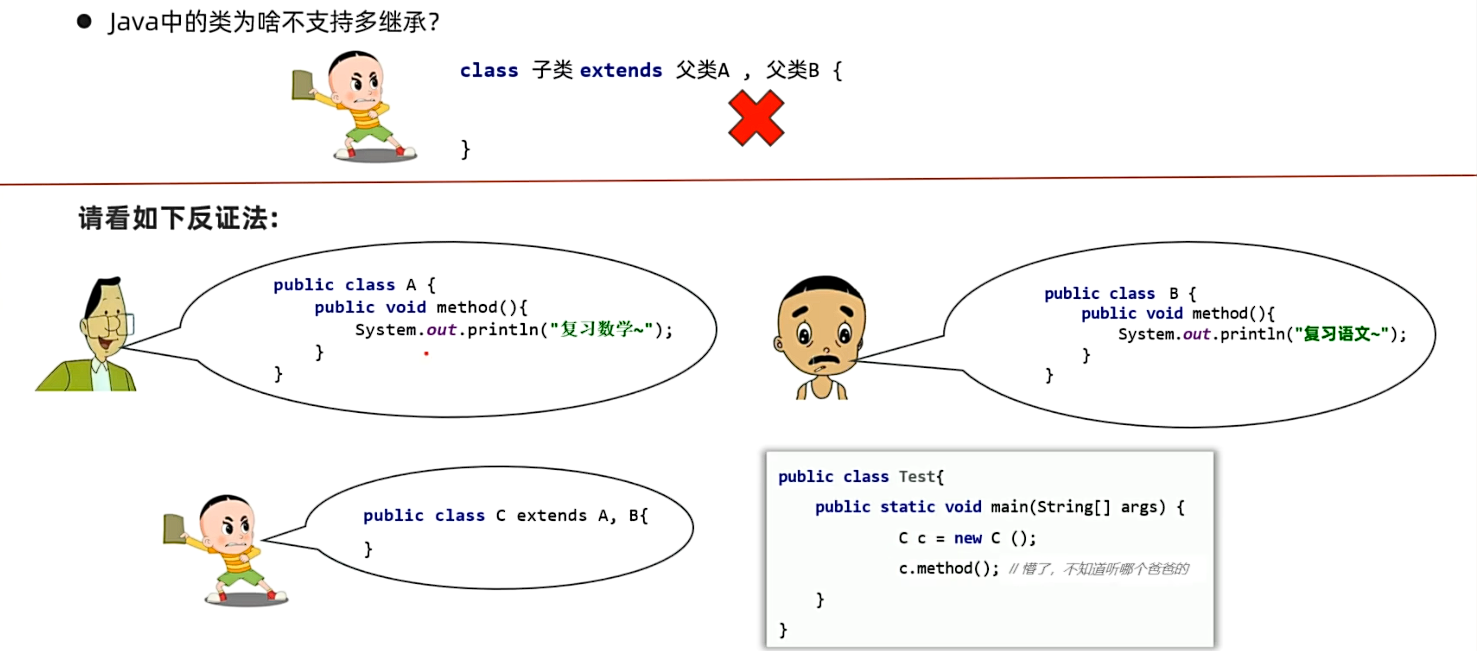 ● Java中的类为啥不支持多继承?
class 子类 extends 父类A , 父类B {
}
请看如下反证法:
public class A {
public void method(){
System.out.println("复习数学~");
}
}
public class B {
public void method(){
System.out.println("复习语文~");
}
}
public class C extends A, B{
}
public class Test{
public static void main(String[] args) {
C c = new C ();
c.method(); // 懵了，不知道听哪个爸爸的
}
}